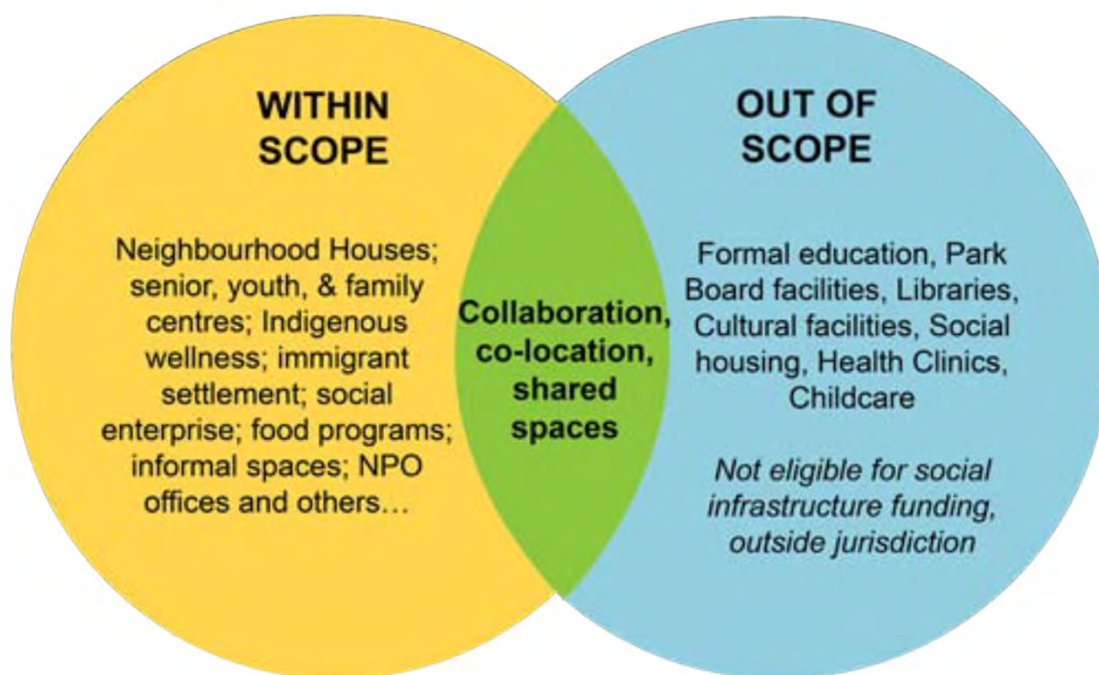 WITHIN
SCOPE
Neighbourhood Houses;
senior, youth, & family
centres; Indigenous
wellness; immigrant
settlement; social
enterprise; food programs;
informal spaces; NPO
offices and others…
Collaboration,
co-location,
shared
spaces
OUT OF
SCOPE
Formal education, Park
Board facilities, Libraries,
Cultural facilities, Social
housing, Health Clinics,
Childcare
Not eligible for social
infrastructure funding,
outside jurisdiction